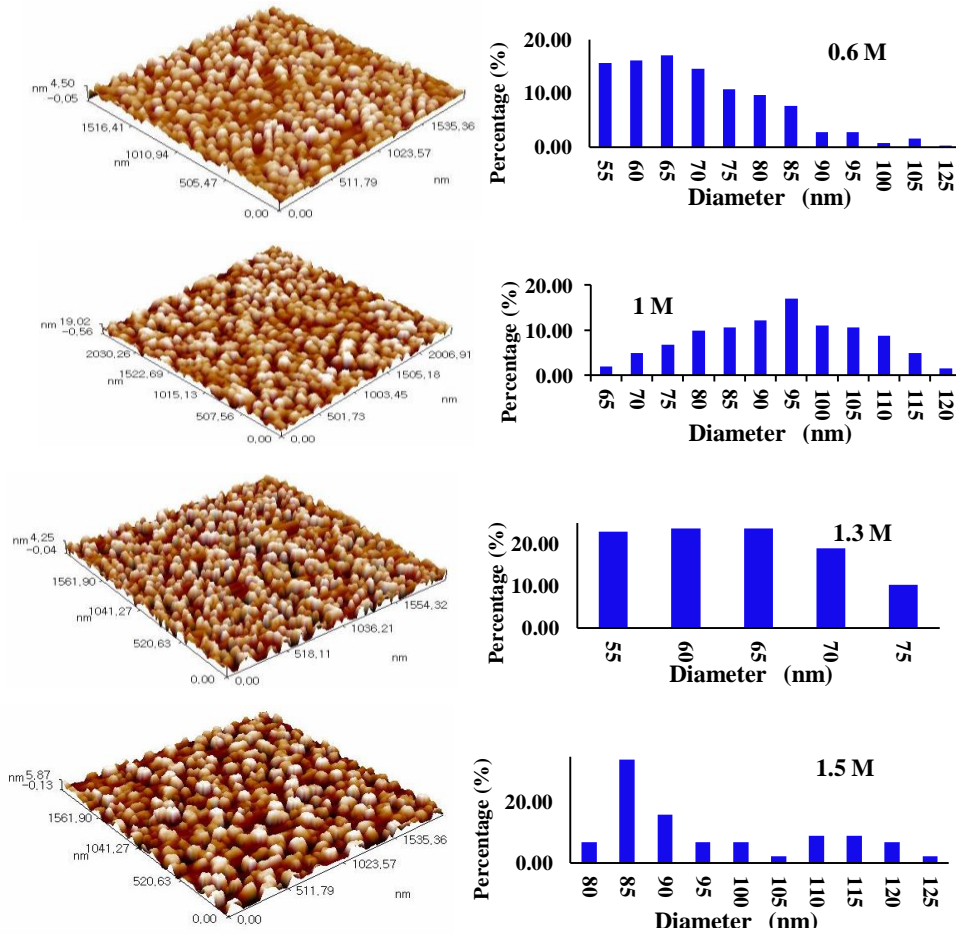 nm 4,50
-0,05
1516,41
1010,94
nm
505,47
0,00
0,00
511,79
1023,57
1535,36
nm
0.6 M
Percentage (%)
20.00
10.00
0.00
55 60 65 70 75 80 85 90 95 100 105 125
Diameter (nm)
nm 19,02
-0,56
2030,26
1522,69
nm
1015,13
507,56
0,00
0,00
501,73
1003,45
1505,18
2006,91
nm
1 M
Percentage (%)
20.00
10.00
0.00
65 70 75 80 85 90 95 100 105 110 115 120
Diameter (nm)
nm 4,25
-0,04
1561,90
1041,27
nm
520,63
0,00
0,00
518,11
1036,21
1554,32
nm
1.3 M
Percentage (%)
20.00
10.00
0.00
55 60 65 70 75
Diameter (nm)
nm 5,87
-0,13
1561,90
1041,27
nm
520,63
0,00
0,00
511,79
1023,57
1535,36
nm
1.5 M
Percentage (%)
20.00
0.00
80 85 90 95 100 105 110 115 120 125
Diameter (nm)